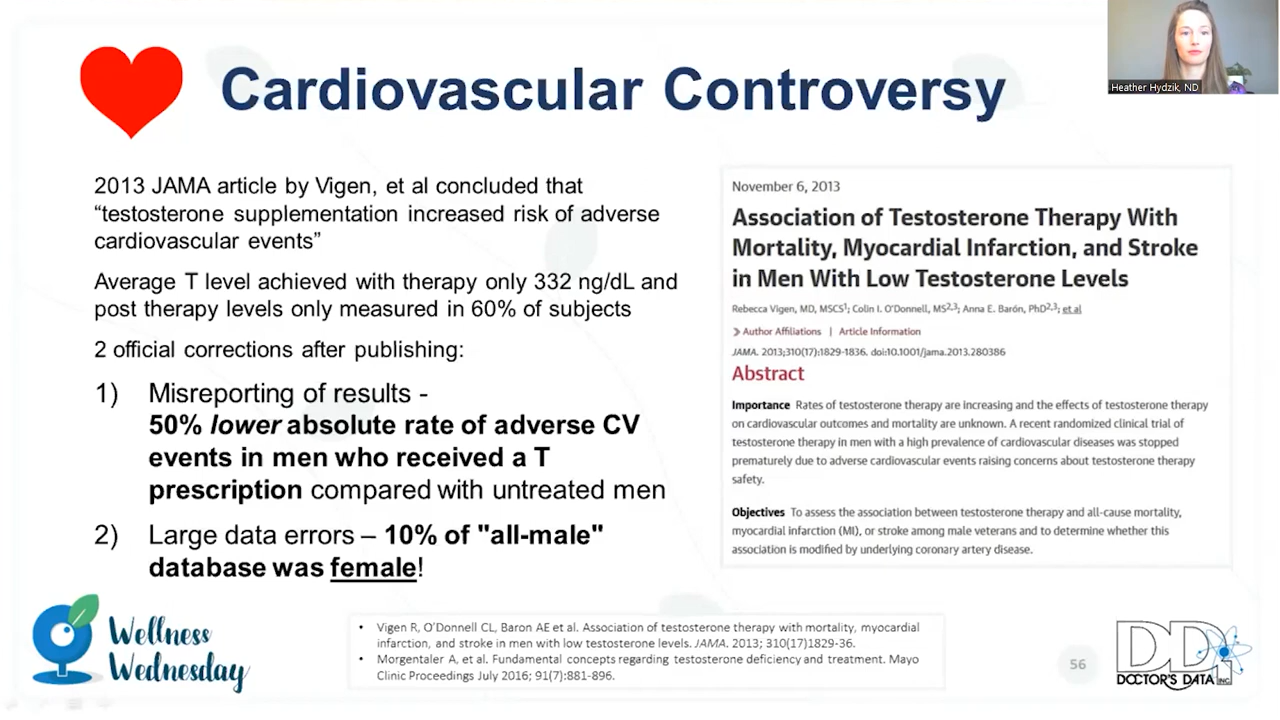 Cardiovascular Controversy
Heather Hydzik, ND
2013 JAMA article by Vigen, et al concluded that
“testosterone supplementation increased risk of adverse
cardiovascular events”
Average T level achieved with therapy only 332 ng/dL and
post therapy levels only measured in 60% of subjects
2 official corrections after publishing:
1) Misreporting of results -
50% lower absolute rate of adverse CV
events in men who received a T
prescription compared with untreated men
2) Large data errors – 10% of "all-male"
database was female!
November 6, 2013
Association of Testosterone Therapy With
Mortality, Myocardial Infarction, and Stroke
in Men With Low Testosterone Levels
Rebecca Vigen, MD, MSCS1; Colin I. O’Donnell, MS2,3; Anna E. Barón, PhD2,3; et al
Author Affiliations | Article Information
JAMA. 2013;310(17):1829-1836. doi:10.1001/jama.2013.280386
Abstract
Importance Rates of testosterone therapy are increasing and the effects of testosterone therapy
on cardiovascular outcomes and mortality are unknown. A recent randomized clinical trial of
testosterone therapy in men with a high prevalence of cardiovascular diseases was stopped
prematurely due to adverse cardiovascular events raising concerns about testosterone therapy
safety.
Objectives To assess the association between testosterone therapy and all-cause mortality,
myocardial infarction (MI), or stroke among male veterans and to determine whether this
association is modified by underlying coronary artery disease.
Wellness
Wednesday
• Vigen R, O’Donnell CL, Baron AE et al. Association of testosterone therapy with mortality, myocardial
infarction, and stroke in men with low testosterone levels. JAMA. 2013; 310(17)1829-36.
• Morgentaler A, et al. Fundamental concepts regarding testosterone deficiency and treatment. Mayo
Clinic Proceedings July 2016; 91(7):881-896.
56
DDI
DOCTOR'S DATA INC.